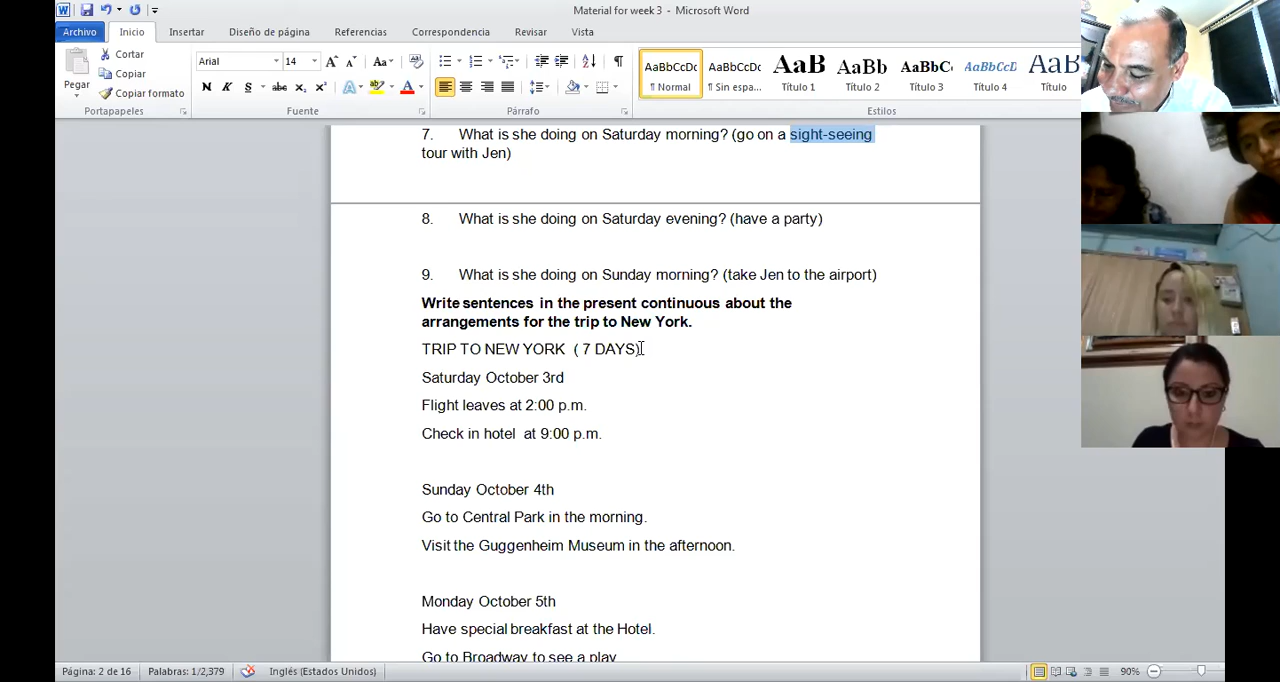 Material for week 3 - Microsoft Word
Archivo Inicio Insertar Diseño de página Referencias Correspondencia Revisar Vista
Pegar
Cortar
Copiar
Copiar formato
Portapapeles
Arial 14
Fuente
Párrafo
AaBbCcDc AaBbCcDc AaB AaBb AaBbC AaBbCcD AaB
¶ Normal ¶ Sin espa... Título 1 Título 2 Título 3 Título 4 Título
Estilos
7. What is she doing on Saturday morning? (go on a sight-seeing
tour with Jen)
8. What is she doing on Saturday evening? (have a party)
9. What is she doing on Sunday morning? (take Jen to the airport)
Write sentences in the present continuous about the
arrangements for the trip to New York.
TRIP TO NEW YORK ( 7 DAYS)
Saturday October 3rd
Flight leaves at 2:00 p.m.
Check in hotel at 9:00 p.m.
Sunday October 4th
Go to Central Park in the morning.
Visit the Guggenheim Museum in the afternoon.
Monday October 5th
Have special breakfast at the Hotel.
Go to Broadway to see a play
Página: 2 de 16 Palabras: 1/2,379 Inglés (Estados Unidos) 90%